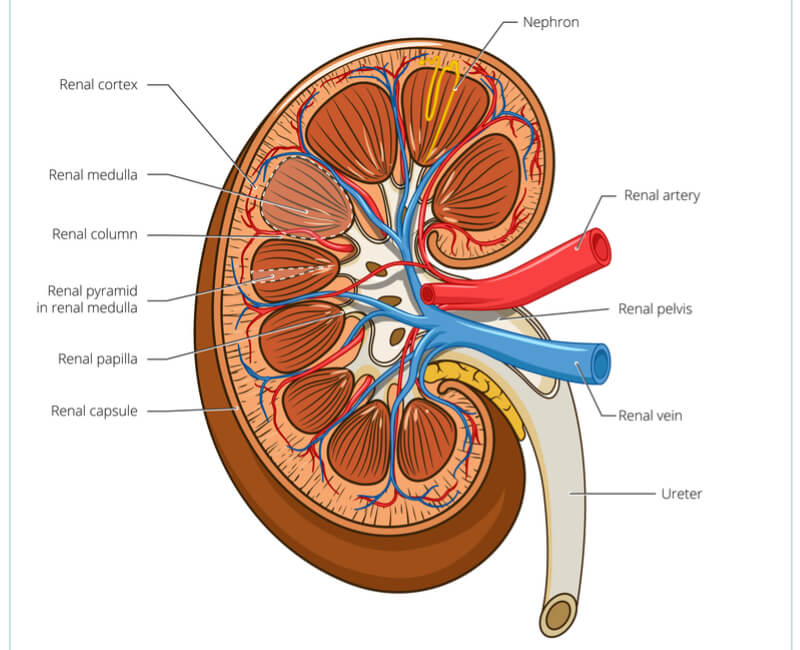 Nephron
Renal cortex
Renal medulla
Renal artery
Renal column
Renal pyramid
in renal medulla
Renal pelvis
Renal papilla
Renal capsule
Renal vein
Ureter